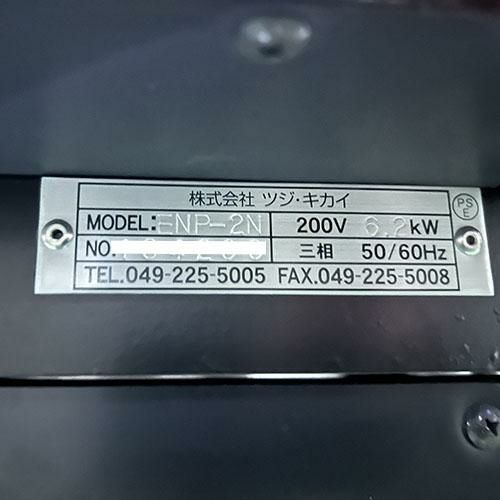 株式会社 ツジ・キカイ
PS
E
MODEL: ENP-2N 200V 6.2kW
NO. 三相 50/60Hz
TEL.049-225-5005 FAX.049-225-5008